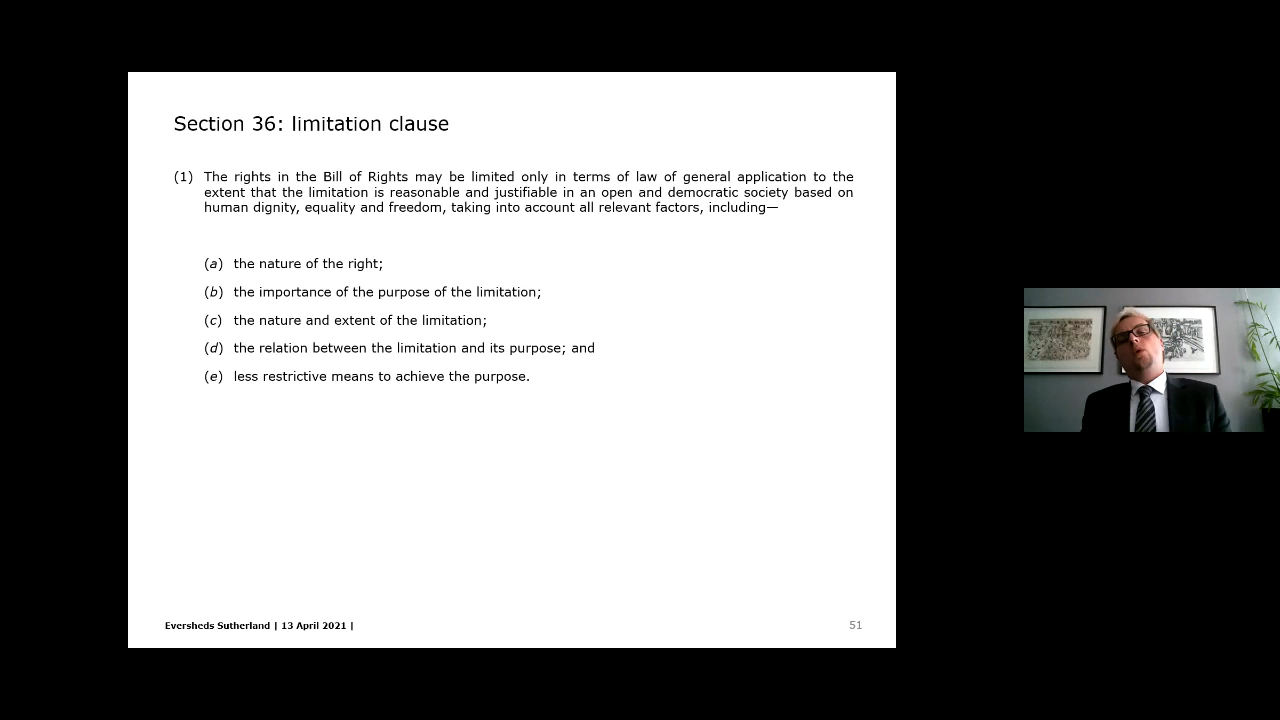 Section 36: limitation clause
(1) The rights in the Bill of Rights may be limited only in terms of law of general application to the
extent that the limitation is reasonable and justifiable in an open and democratic society based on
human dignity, equality and freedom, taking into account all relevant factors, including—
(a) the nature of the right;
(b) the importance of the purpose of the limitation;
(c) the nature and extent of the limitation;
(d) the relation between the limitation and its purpose; and
(e) less restrictive means to achieve the purpose.
Eversheds Sutherland | 13 April 2021 |
51